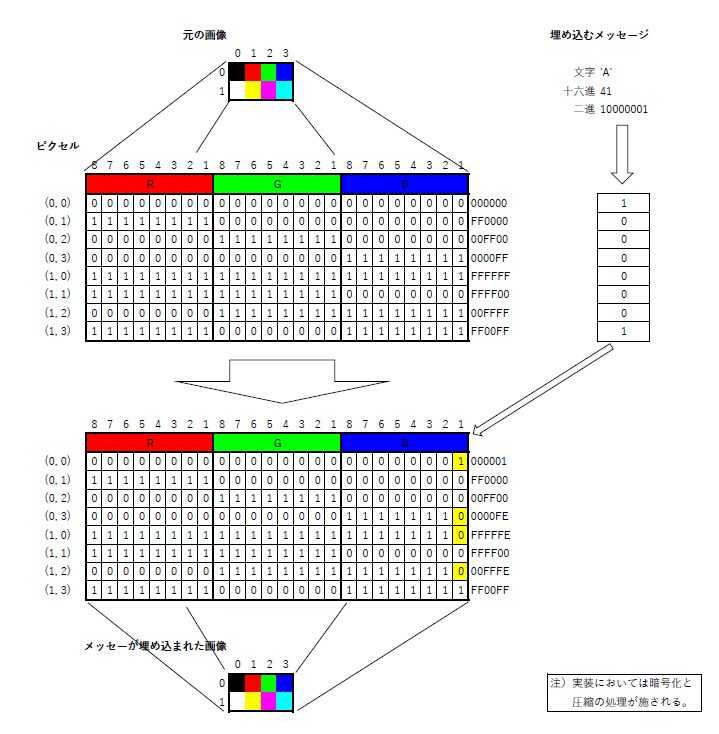 元の画像
埋め込むメッセージ
0 1 2 3
0
1
文字 'A'
十六進 41
二進 10000001
ピクセル
8 7 6 5 4 3 2 1 8 7 6 5 4 3 2 1 8 7 6 5 4 3 2 1
R G B
(0, 0) 0 0 0 0 0 0 0 0 0 0 0 0 0 0 0 0 0 0 0 0 0 0 0 0 000000 1
(0, 1) 1 1 1 1 1 1 1 1 0 0 0 0 0 0 0 0 0 0 0 0 0 0 0 0 FF0000 0
(0, 2) 0 0 0 0 0 0 0 0 1 1 1 1 1 1 1 1 0 0 0 0 0 0 0 0 00FF00 0
(0, 3) 0 0 0 0 0 0 0 0 0 0 0 0 0 0 0 0 1 1 1 1 1 1 1 1 0000FF 0
(1, 0) 1 1 1 1 1 1 1 1 1 1 1 1 1 1 1 1 1 1 1 1 1 1 1 1 FFFFFF 0
(1, 1) 1 1 1 1 1 1 1 1 1 1 1 1 1 1 1 1 0 0 0 0 0 0 0 0 FFFF00 0
(1, 2) 0 0 0 0 0 0 0 0 1 1 1 1 1 1 1 1 1 1 1 1 1 1 1 1 00FFFF 0
(1, 3) 1 1 1 1 1 1 1 1 0 0 0 0 0 0 0 0 1 1 1 1 1 1 1 1 FF00FF 1
8 7 6 5 4 3 2 1 8 7 6 5 4 3 2 1 8 7 6 5 4 3 2 1
R G B
(0, 0) 0 0 0 0 0 0 0 0 0 0 0 0 0 0 0 0 0 0 0 0 0 0 0 1 000001
(0, 1) 1 1 1 1 1 1 1 1 0 0 0 0 0 0 0 0 0 0 0 0 0 0 0 0 FF0000
(0, 2) 0 0 0 0 0 0 0 0 1 1 1 1 1 1 1 1 0 0 0 0 0 0 0 0 00FF00
(0, 3) 0 0 0 0 0 0 0 0 0 0 0 0 0 0 0 0 1 1 1 1 1 1 1 0 0000FE
(1, 0) 1 1 1 1 1 1 1 1 1 1 1 1 1 1 1 1 1 1 1 1 1 1 1 0 FFFFFE
(1, 1) 1 1 1 1 1 1 1 1 1 1 1 1 1 1 1 1 0 0 0 0 0 0 0 0 FFFF00
(1, 2) 0 0 0 0 0 0 0 0 1 1 1 1 1 1 1 1 1 1 1 1 1 1 1 0 00FFFE
(1, 3) 1 1 1 1 1 1 1 1 0 0 0 0 0 0 0 0 1 1 1 1 1 1 1 1 FF00FF
メッセーが埋め込まれた画像
0 1 2 3
0
1
注）実装においては暗号化と
圧縮の処理が施される。